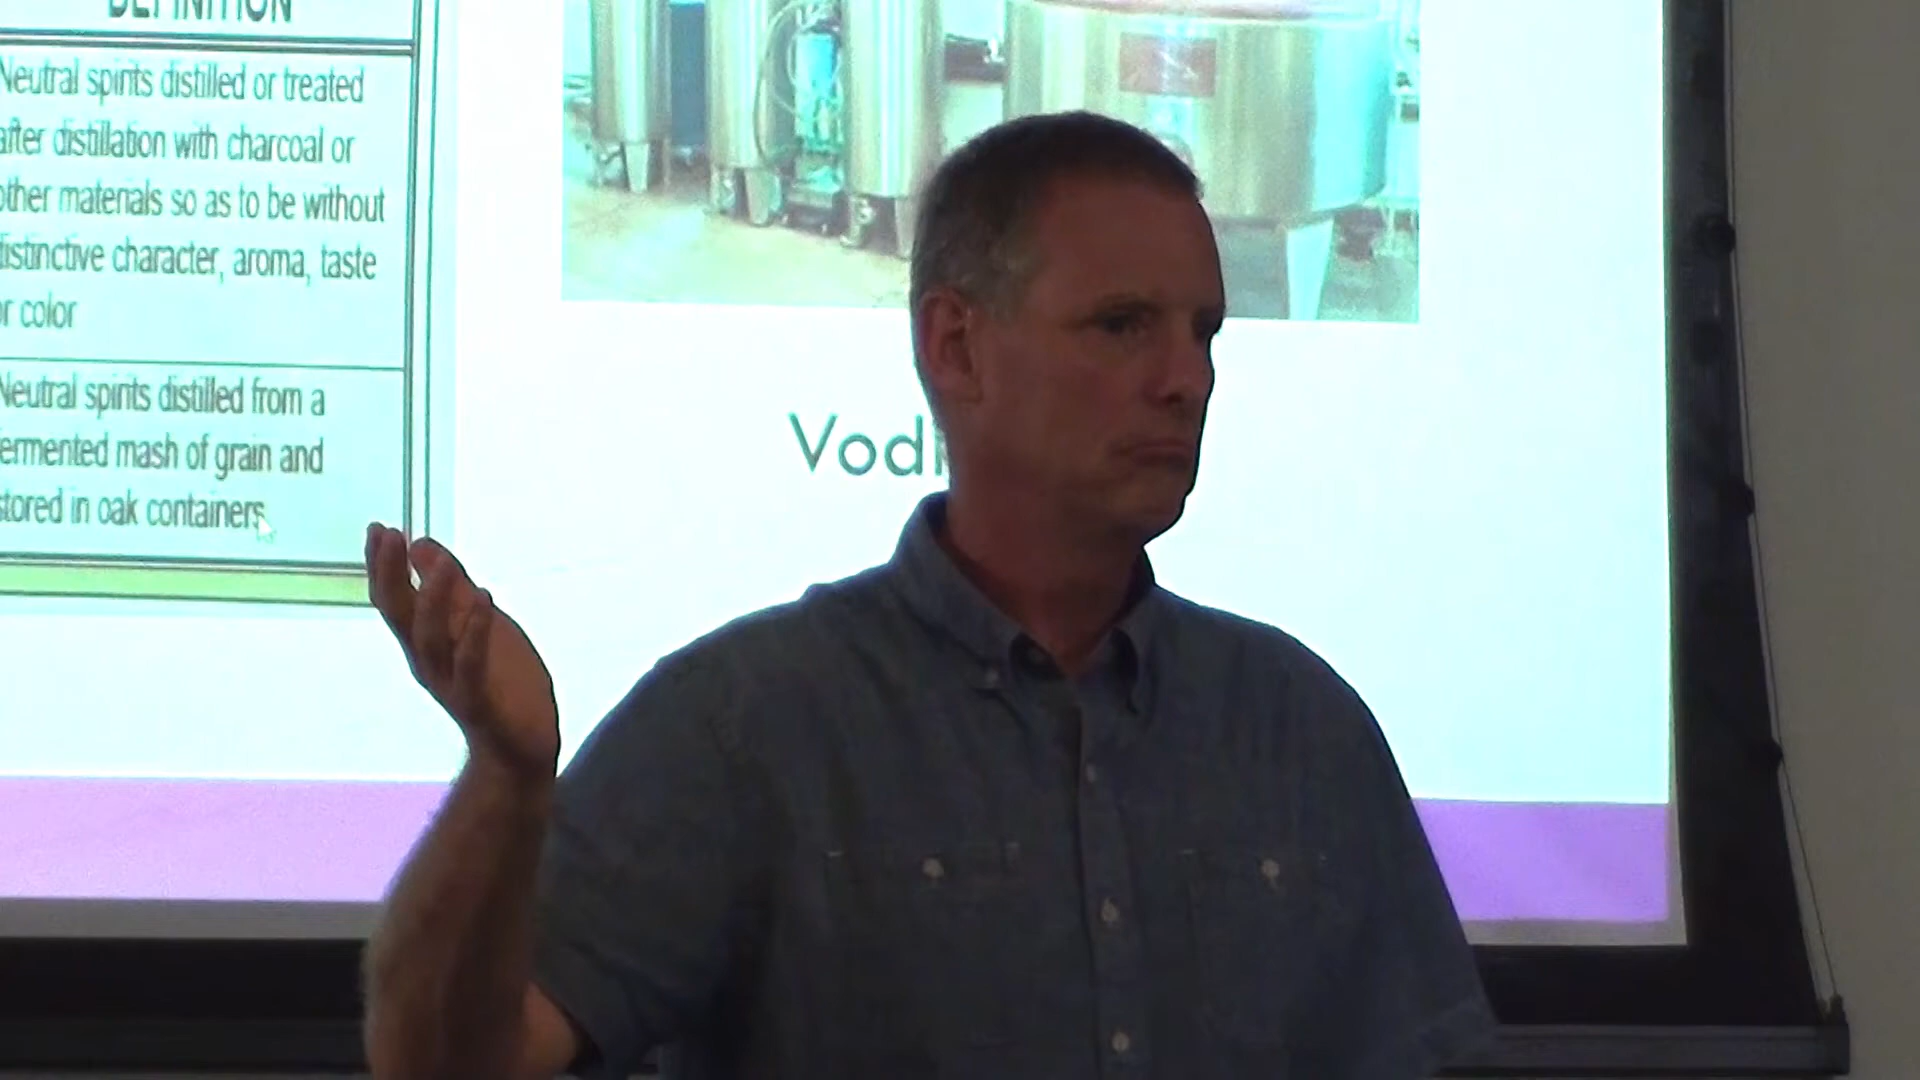 DEFINITION
Neutral spirits distilled or treated
after distillation with charcoal or
other materials so as to be without
distinctive character, aroma, taste
or color
Neutral spirits distilled from a
fermented mash of grain and
stored in oak containers
Vod